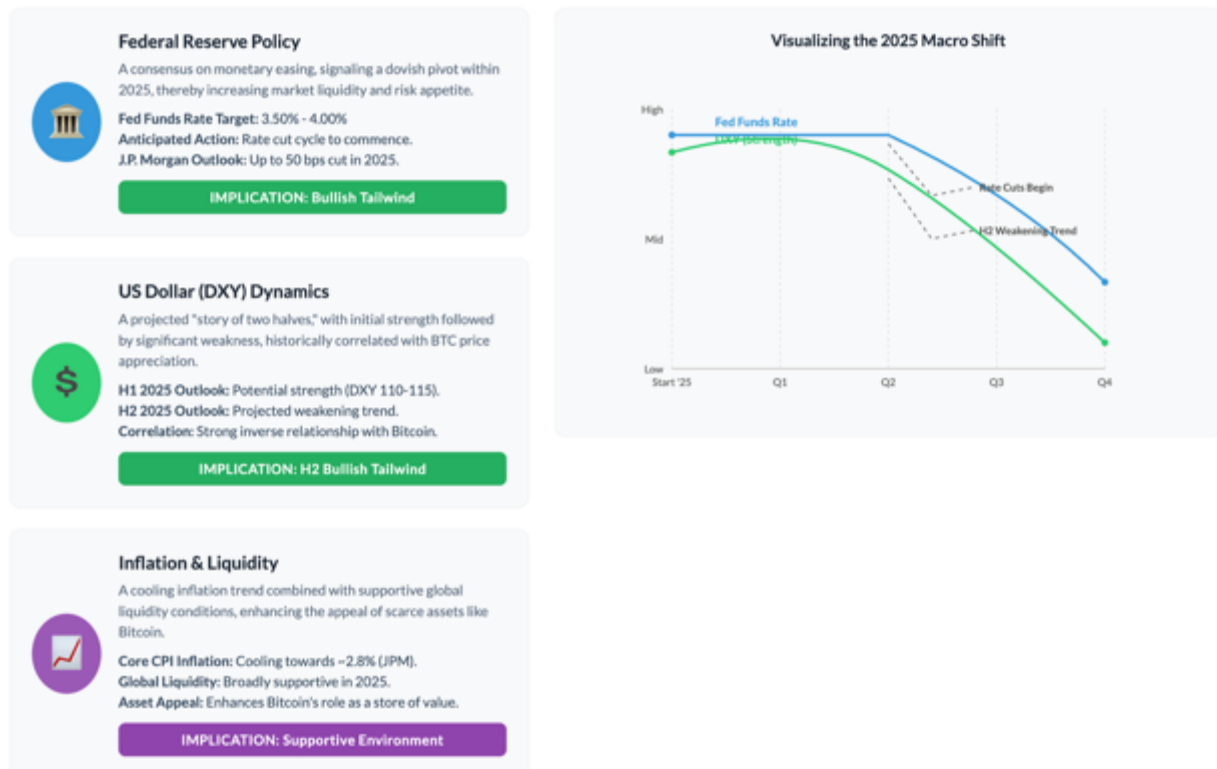 Federal Reserve Policy
A consensus on monetary easing, signaling a dovish pivot within
2025, thereby increasing market liquidity and risk appetite.
Fed Funds Rate Target: 3.50% - 4.00%
Anticipated Action: Rate cut cycle to commence.
J.P. Morgan Outlook: Up to 50 bps cut in 2025.
IMPLICATION: Bullish Tailwind
US Dollar (DXY) Dynamics
A projected "story of two halves," with initial strength followed
by significant weakness, historically correlated with BTC price
appreciation.
H1 2025 Outlook: Potential strength (DXY 110-115).
H2 2025 Outlook: Projected weakening trend.
Correlation: Strong inverse relationship with Bitcoin.
IMPLICATION: H2 Bullish Tailwind
Inflation & Liquidity
A cooling inflation trend combined with supportive global
liquidity conditions, enhancing the appeal of scarce assets like
Bitcoin.
Core CPI Inflation: Cooling towards ~2.8% (JPM).
Global Liquidity: Broadly supportive in 2025.
Asset Appeal: Enhances Bitcoin's role as a store of value.
IMPLICATION: Supportive Environment
Visualizing the 2025 Macro Shift
High
Fed Funds Rate
DXY (Strength)
Rate Cuts Begin
H2 Weakening Trend
Mid
Low
Start '25
Q1
Q2
Q3
Q4